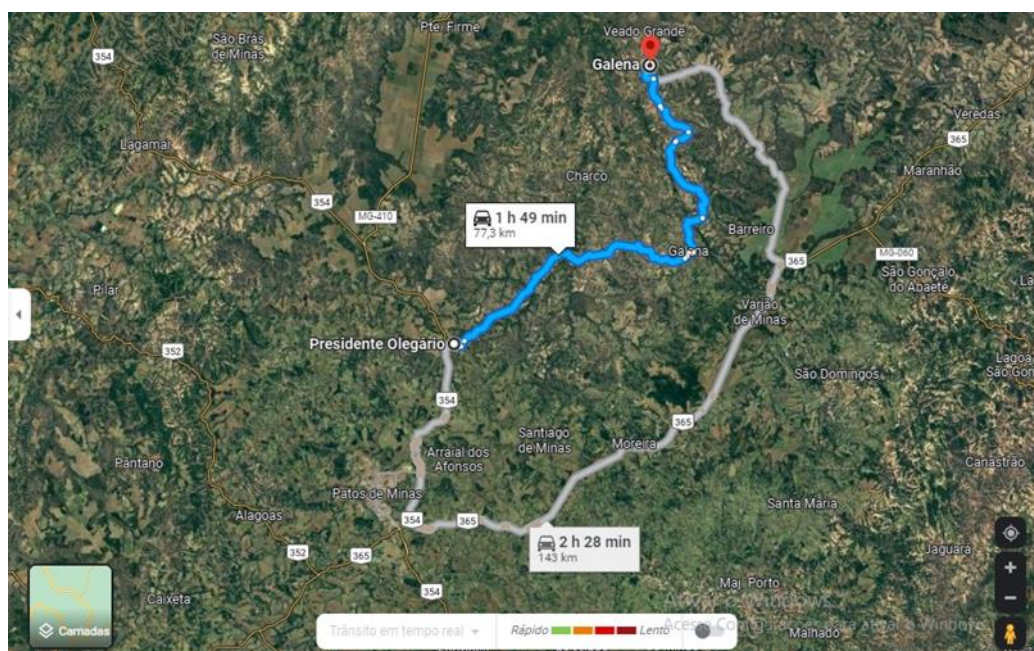 Pte. Firme
Veado Grande
São Brás
de Minas
354
Galena
Veredas
365
Lagamar
Maranhão
Charco
354
MG-410
1 h 49 min
77,3 km
Barreiro
Galena
365
MG-060
São Gonçalo
do Abaeté
Pilar
Varjão
de Minas
Presidente Olegário
352
São Domingos
Lagoa
São Gon
354
365
Santiago
de Minas
Moreira
Arraial dos
Afonsos
Pântano
Canastrão
Patos de Minas
Santa Maria
Alagoas
354
365
2 h 28 min
143 km
352
365
Jaguara
354
Maj. Porto
Caixeta
Camadas
Trânsito em tempo real
Rápido
Lento
Malhado